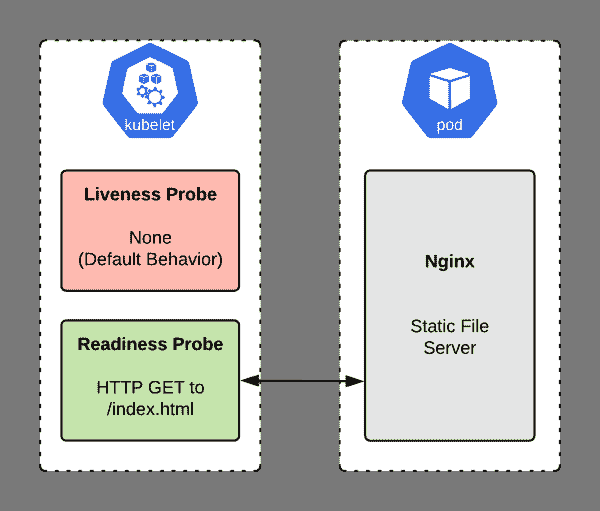 kubelet
Liveness Probe
None
(Default Behavior)
Readiness Probe
HTTP GET to
/index.html
pod
Nginx
Static File
Server